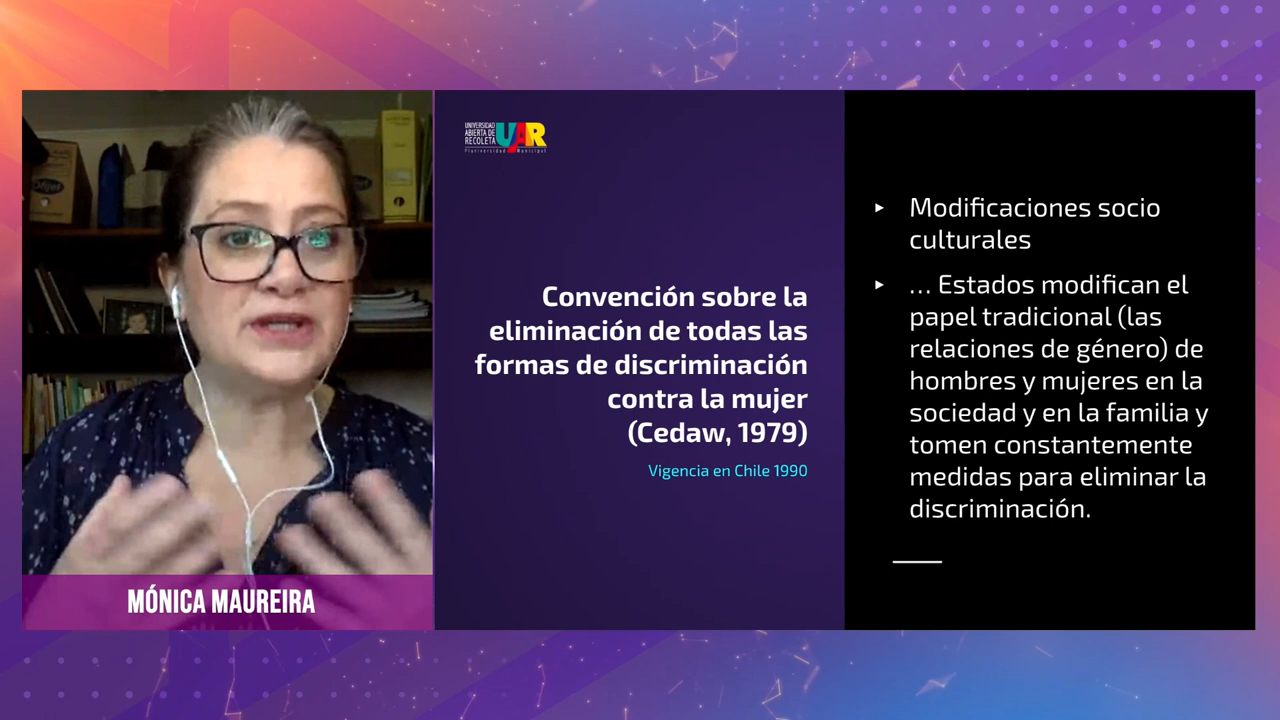 MÓNICA MAUREIRA
UNIVERSIDAD
ABIERTA DE
RECOLETA
UAR
Pluriversidad Municipal
Convención sobre la
eliminación de todas las
formas de discriminación
contra la mujer
(Cedaw, 1979)
Vigencia en Chile 1990
Modificaciones socio
culturales
… Estados modifican el
papel tradicional (las
relaciones de género) de
hombres y mujeres en la
sociedad y en la familia y
tomen constantemente
medidas para eliminar la
discriminación.